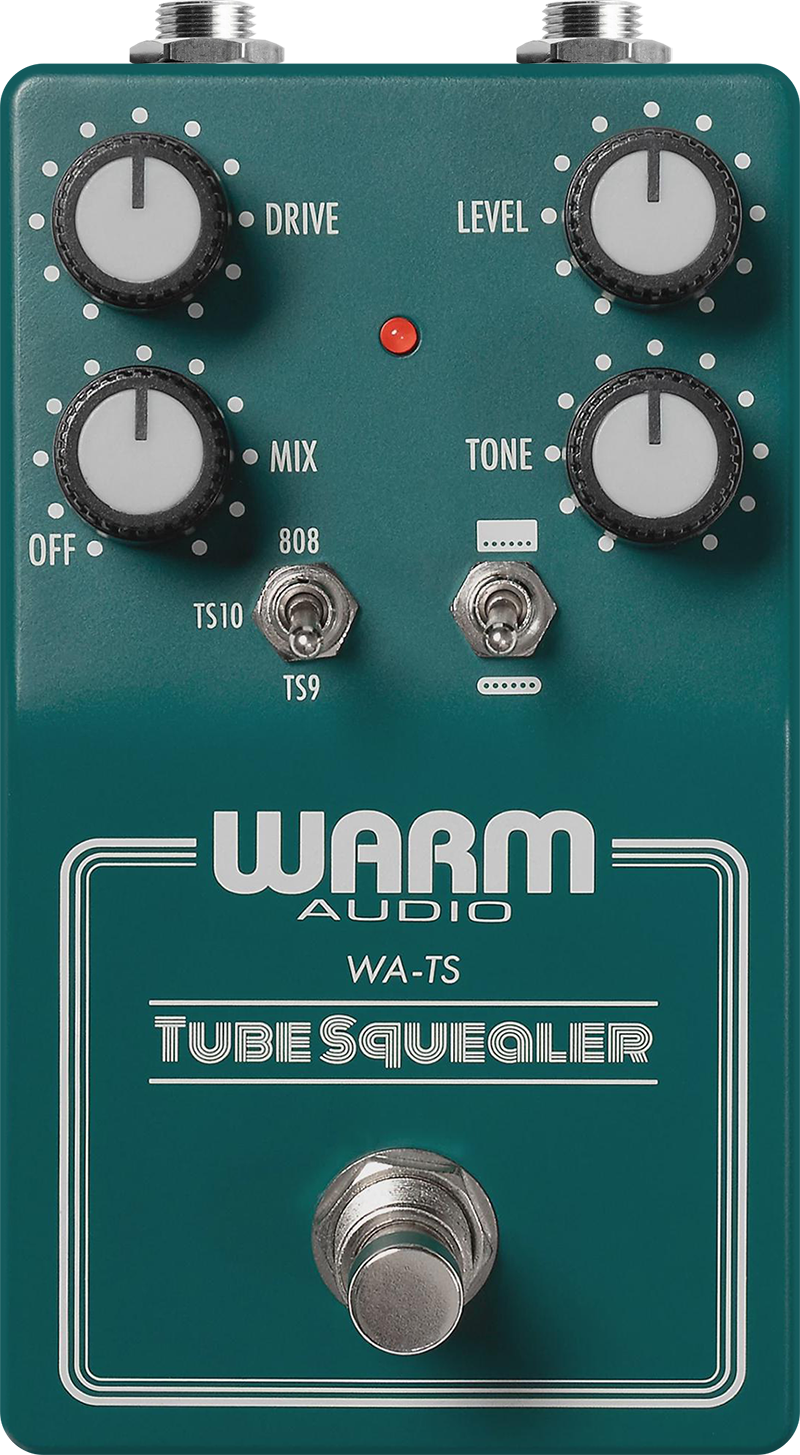 DRIVE
LEVEL
MIX
TONE
OFF
808
TS10
TS9
WARM
AUDIO
WA-TS
TUBE SQUEALER